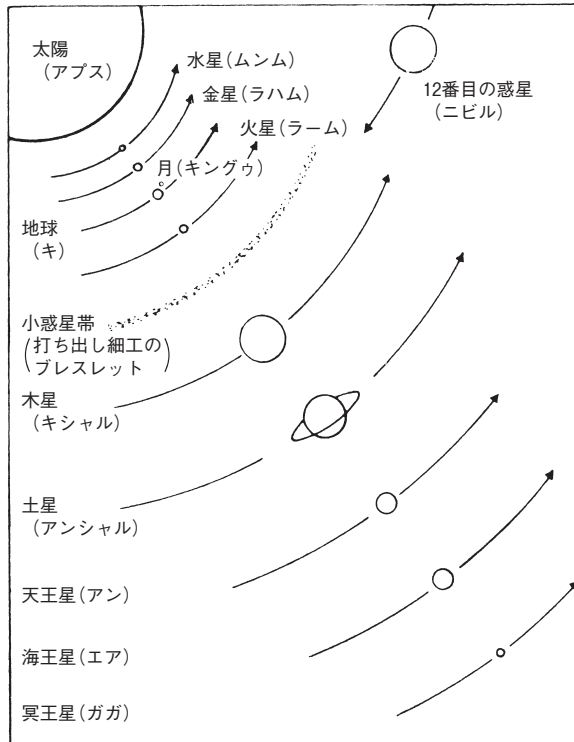 太陽
(アプス)
水星(ムンム)
金星(ラハム)
火星(ラーム)
月(キングゥ)
12番目の惑星
(ニビル)
地球
(キ)
小惑星帯
(打ち出し細工の
ブレスレット)
木星
(キシャル)
土星
(アンシャル)
天王星(アン)
海王星(エア)
冥王星(ガガ)